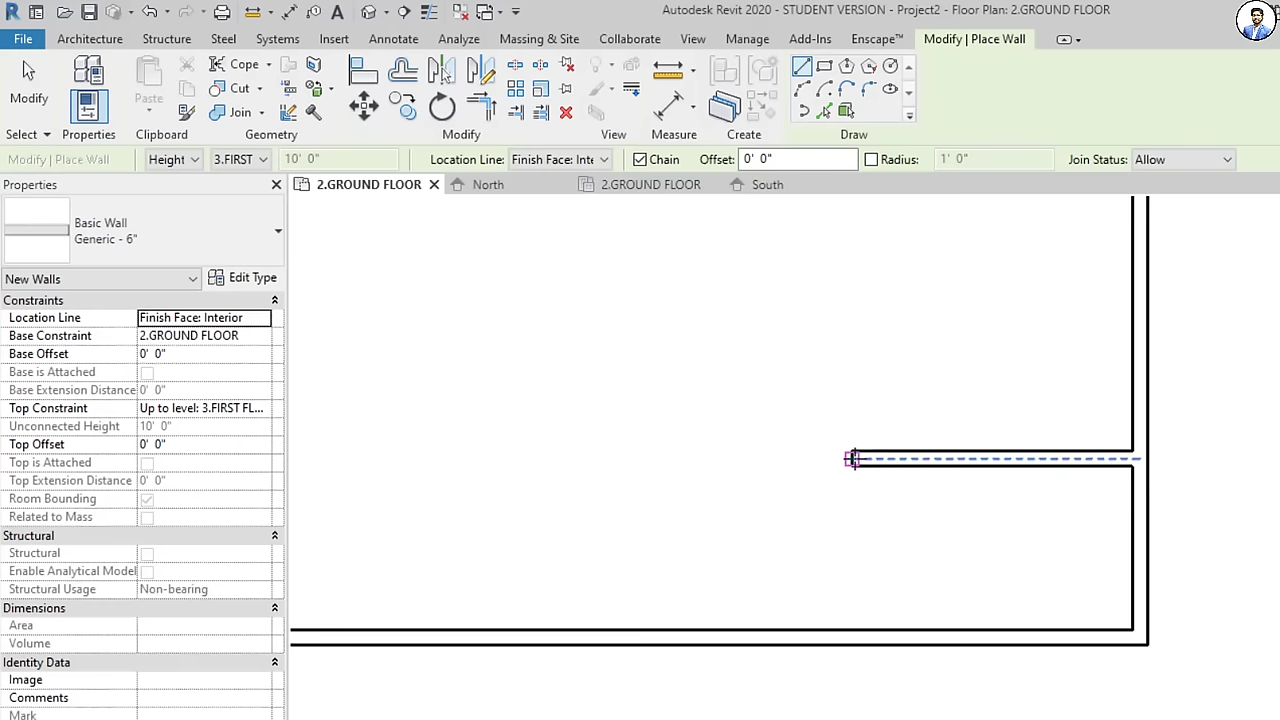 Autodesk Revit 2020 - STUDENT VERSION - Project2 - Floor Plan: 2.GROUND FLOOR
File Architecture Structure Steel Systems Insert Annotate Analyze Massing & Site Collaborate View Manage Add-Ins Enscape™ Modify | Place Wall
Modify Paste Cope Cut Join
Properties
Select Properties Clipboard Geometry Modify View Measure Create Draw
Modify | Place Wall Height 3.FIRST 10' 0" Location Line: Finish Face: Inte Chain Offset: 0' 0" Radius: 1' 0" Join Status: Allow
Properties 2.GROUND FLOOR North 2.GROUND FLOOR South
Basic Wall
Generic - 6"
New Walls Edit Type
Constraints
Location Line Finish Face: Interior
Base Constraint 2.GROUND FLOOR
Base Offset 0' 0"
Base is Attached
Base Extension Distance 0' 0"
Top Constraint Up to level: 3.FIRST FL...
Unconnected Height 10' 0"
Top Offset 0' 0"
Top is Attached
Top Extension Distance 0' 0"
Room Bounding
Related to Mass
Structural
Structural
Enable Analytical Model
Structural Usage Non-bearing
Dimensions
Area
Volume
Identity Data
Image
Comments
Mark